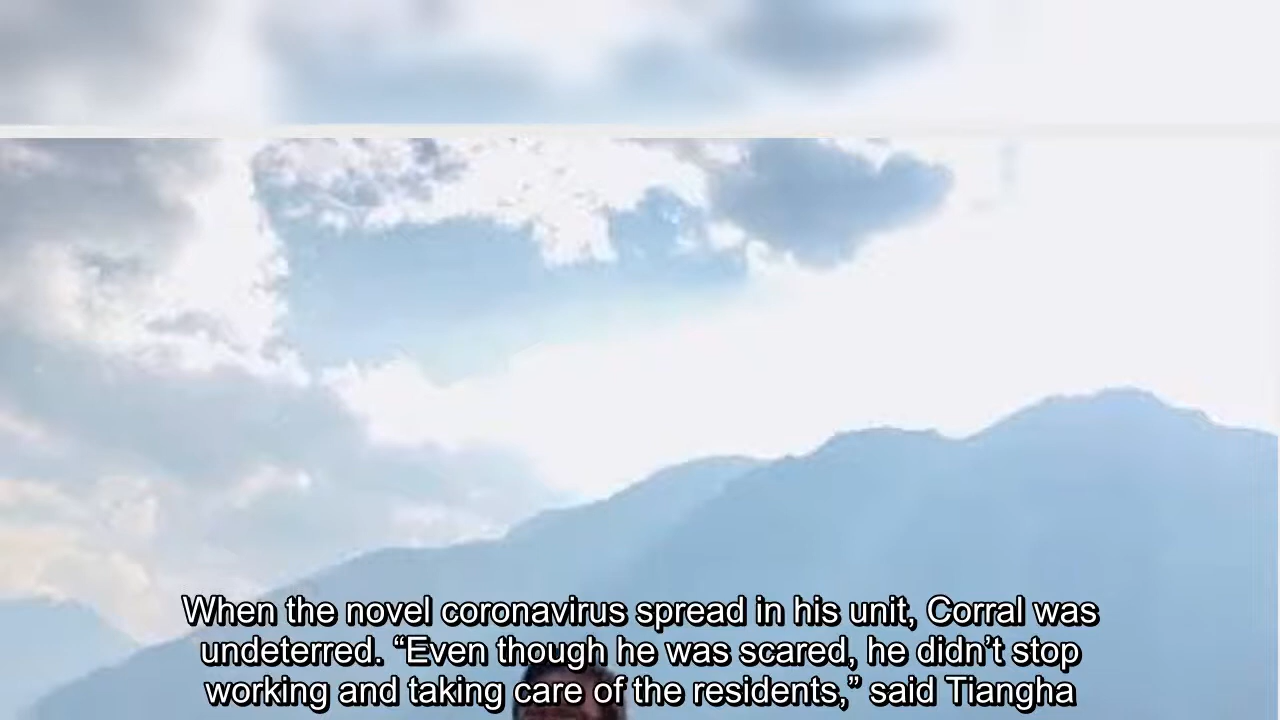 When the novel coronavirus spread in his unit, Corral was
undeterred. “Even though he was scared, he didn’t stop
working and taking care of the residents,” said Tiangha